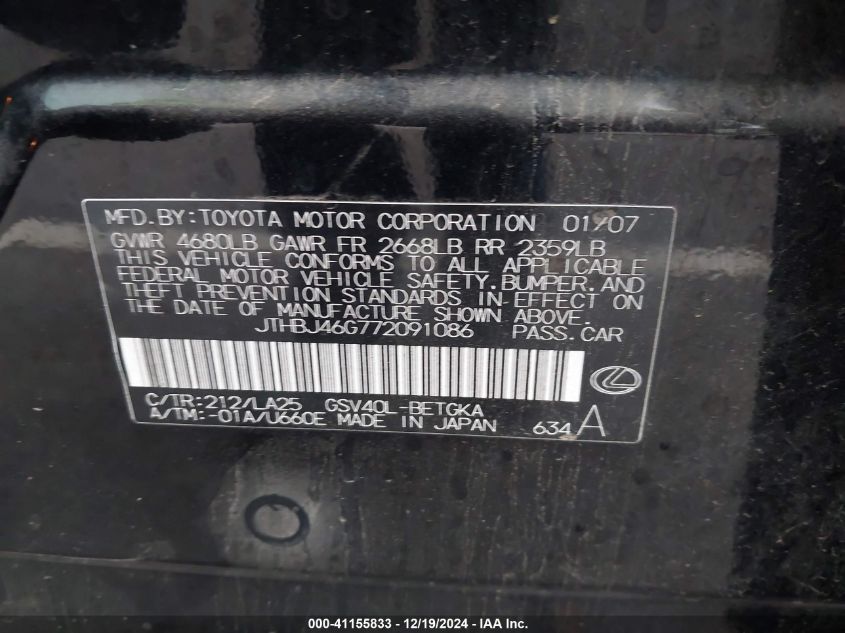 MFD.BY:TOYOTA MOTOR CORPORATION 01/07
GVWR 4680LB GAWR FR 2668LB RR 2359LB
THIS VEHICLE CONFORMS TO ALL APPLICABLE
FEDERAL MOTOR VEHICLE SAFETY.BUMPER.AND
THEFT PREVENTION STANDARDS IN EFFECT ON
THE DATE OF MANUFACTURE SHOWN ABOVE.
JTHBJ46G772091086 PASS.CAR
C/TR:212/LA25 GSV40L-BETGKA
A/TM:-01A/U660E MADE IN JAPAN 634 A
000-41155833 - 12/19/2024 - IAA Inc.